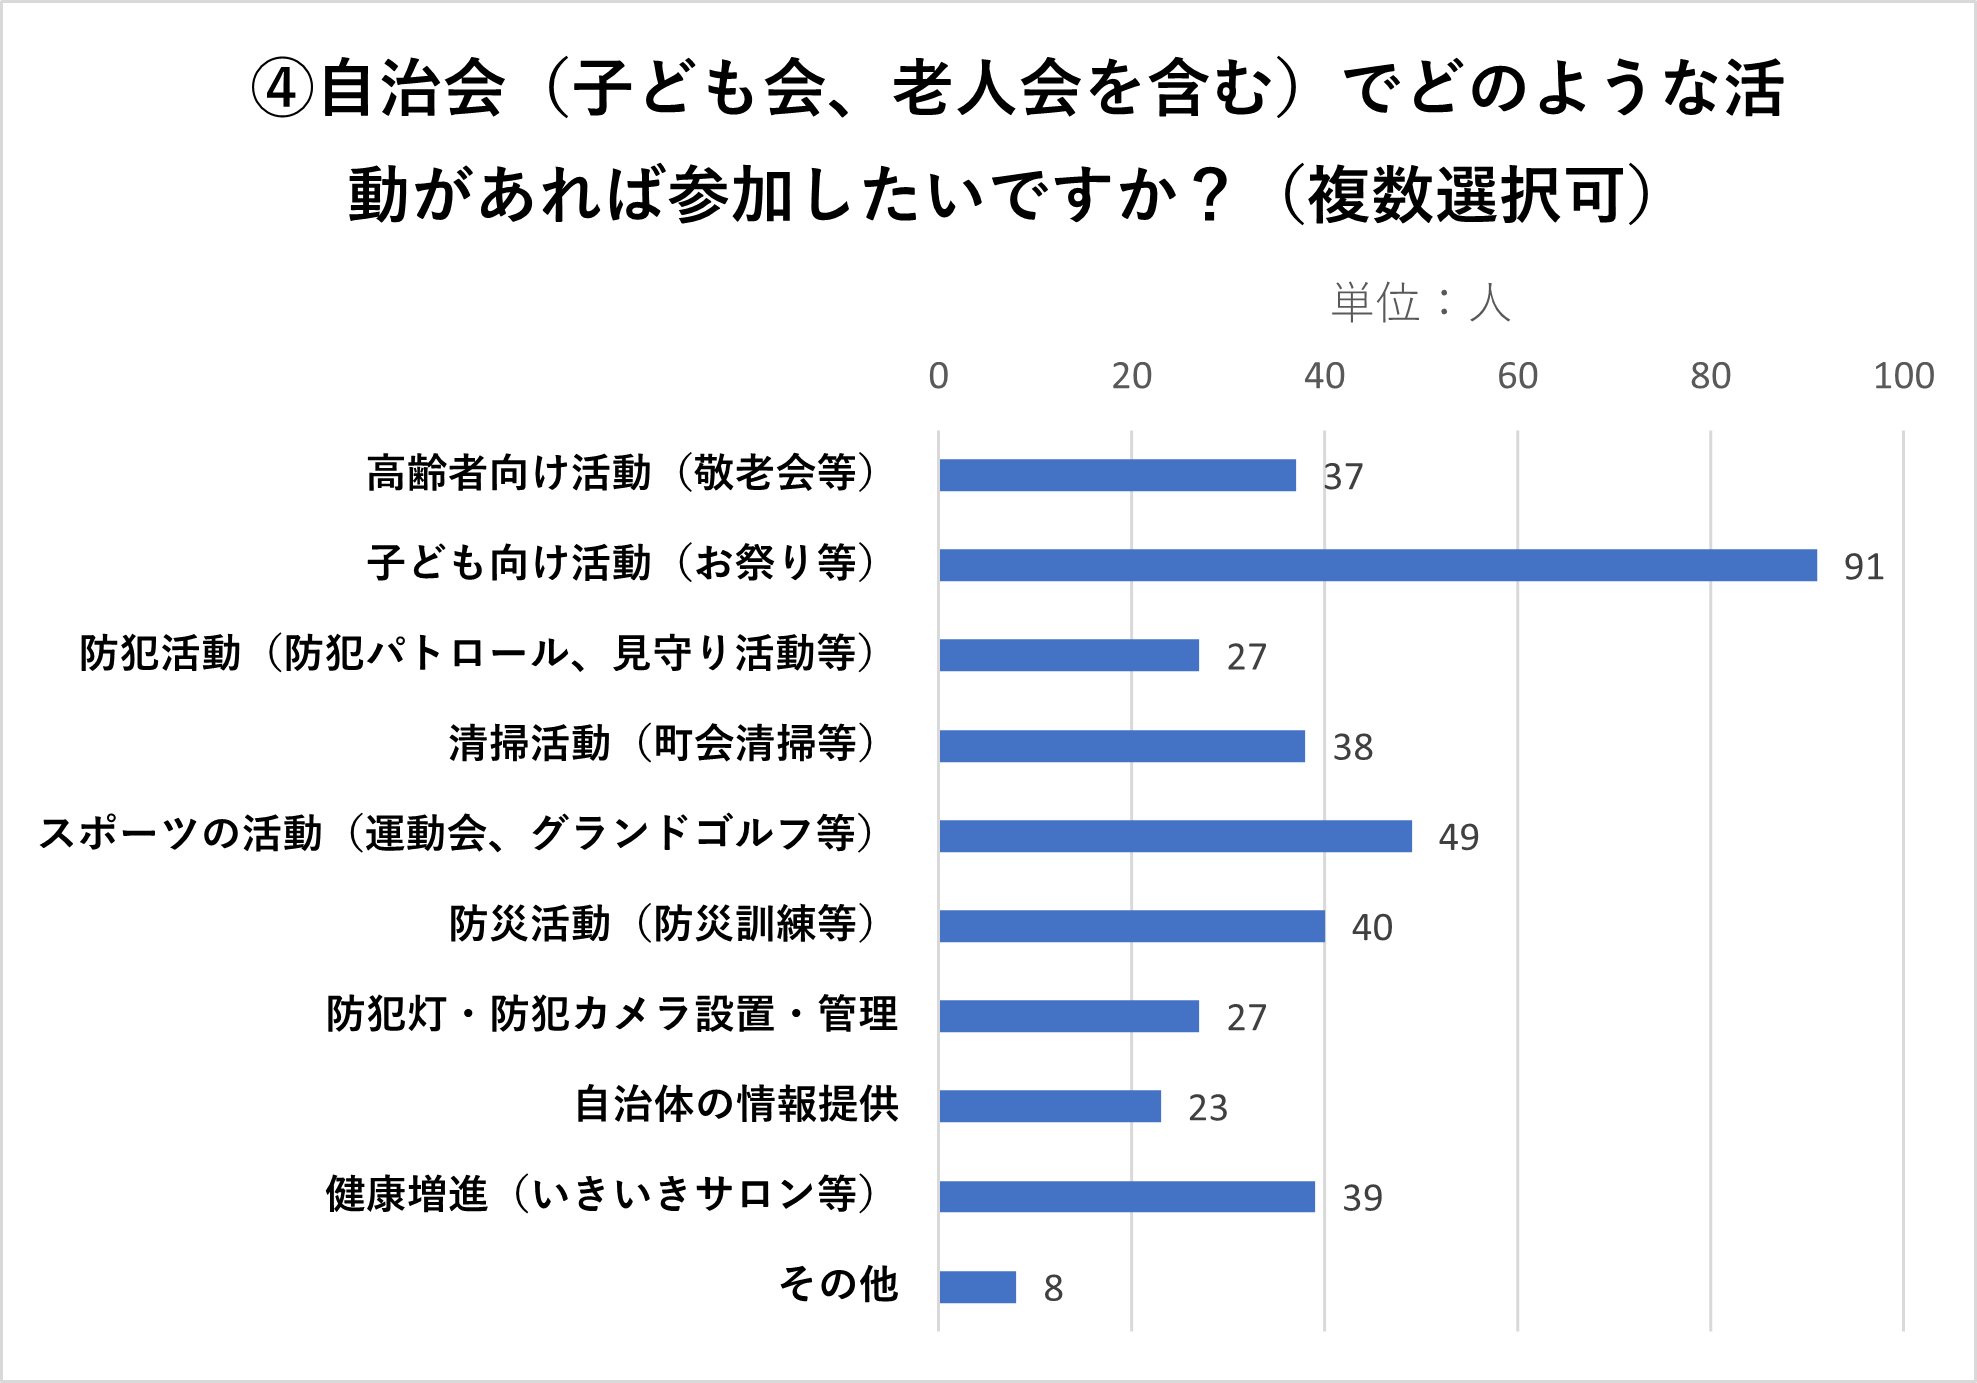 ④自治会（子ども会、老人会を含む）でどのような活
動があれば参加したいですか？（複数選択可）
単位：人
0 20 40 60 80 100
高齢者向け活動（敬老会等） 37
子ども向け活動（お祭り等） 91
防犯活動（防犯パトロール、見守り活動等） 27
清掃活動（町会清掃等） 38
スポーツの活動（運動会、グランドゴルフ等） 49
防災活動（防災訓練等） 40
防犯灯・防犯カメラ設置・管理 27
自治体の情報提供 23
健康増進（いきいきサロン等） 39
その他 8